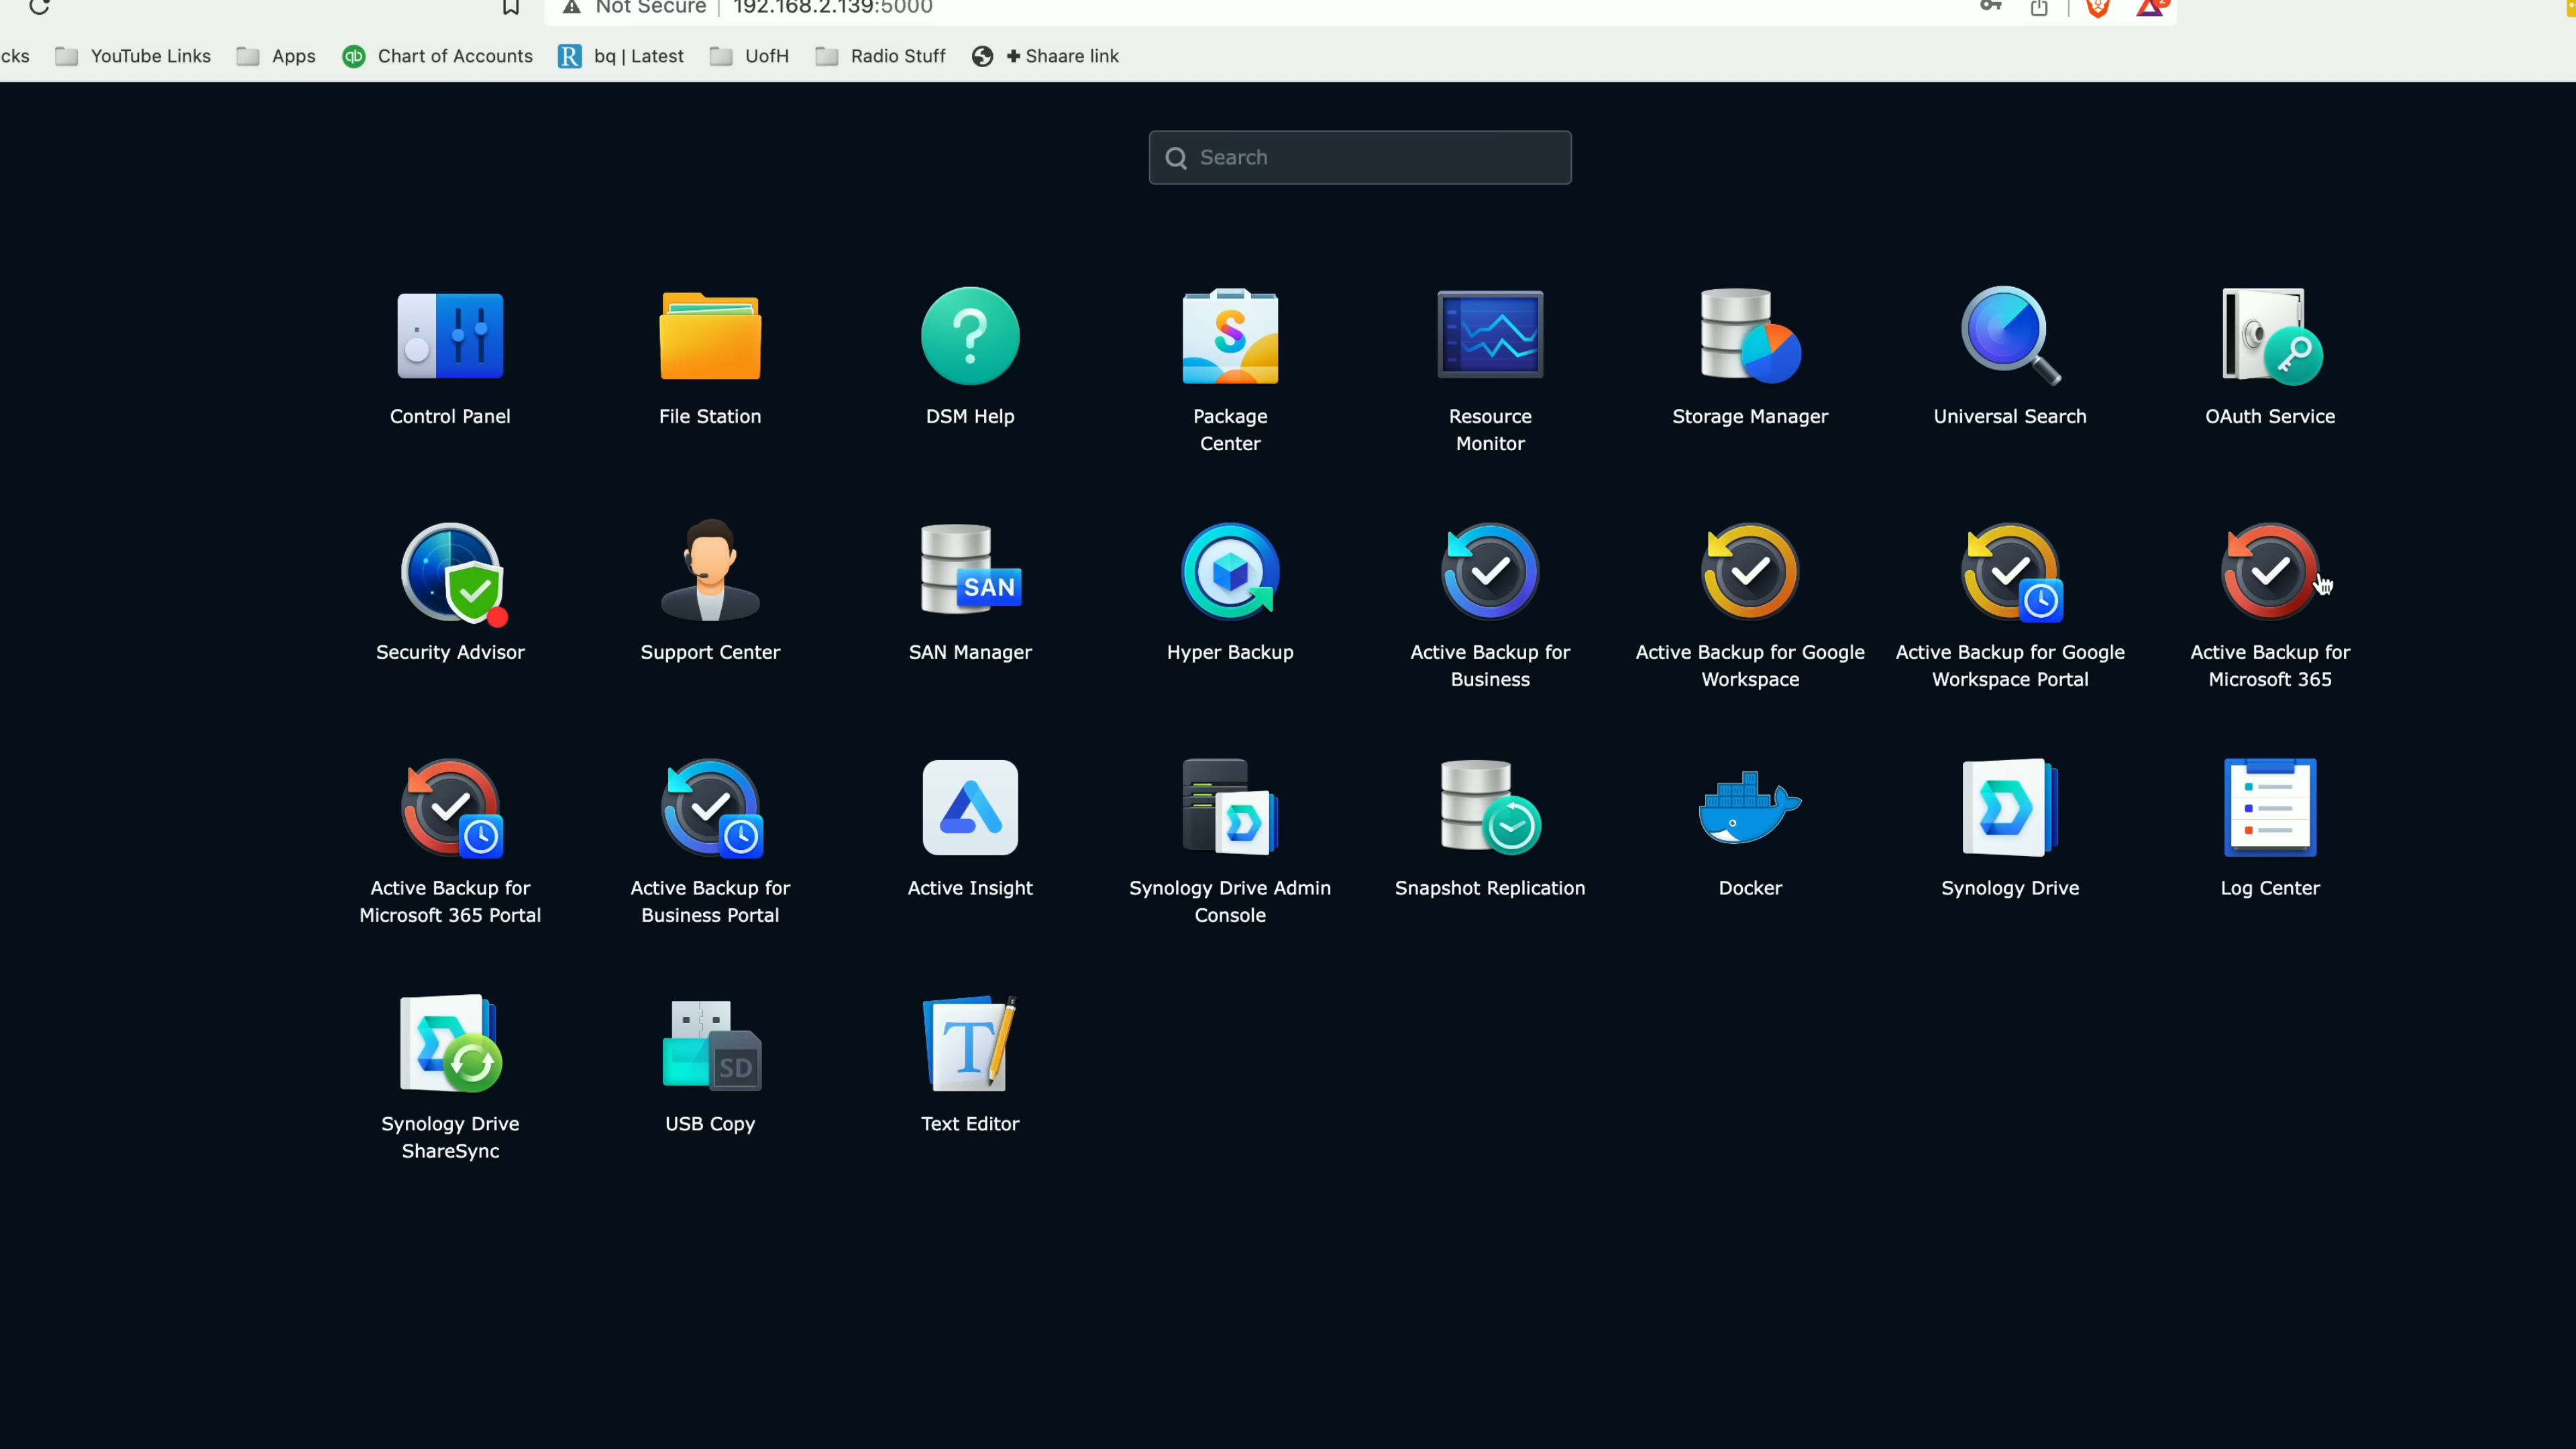 Not Secure | 192.168.2.139:5000
cks YouTube Links Apps qb Chart of Accounts R bq | Latest UofH Radio Stuff + Shaare link
Search
Control Panel File Station DSM Help Package Center Resource Monitor Storage Manager Universal Search OAuth Service
SAN
Security Advisor Support Center SAN Manager Hyper Backup Active Backup for Business Active Backup for Google Workspace Active Backup for Google Workspace Portal Active Backup for Microsoft 365
Active Backup for Microsoft 365 Portal Active Backup for Business Portal Active Insight Synology Drive Admin Console Snapshot Replication Docker Synology Drive Log Center
SD T
Synology Drive ShareSync USB Copy Text Editor